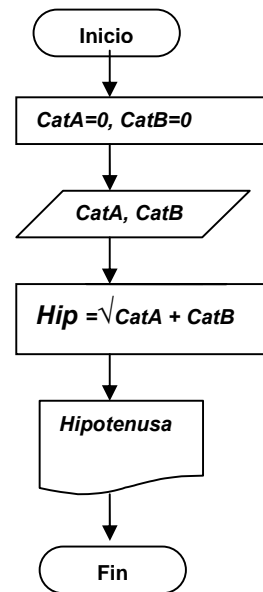 Inicio
CatA=0, CatB=0
CatA, CatB
Hip =√CatA + CatB
Hipotenusa
Fin